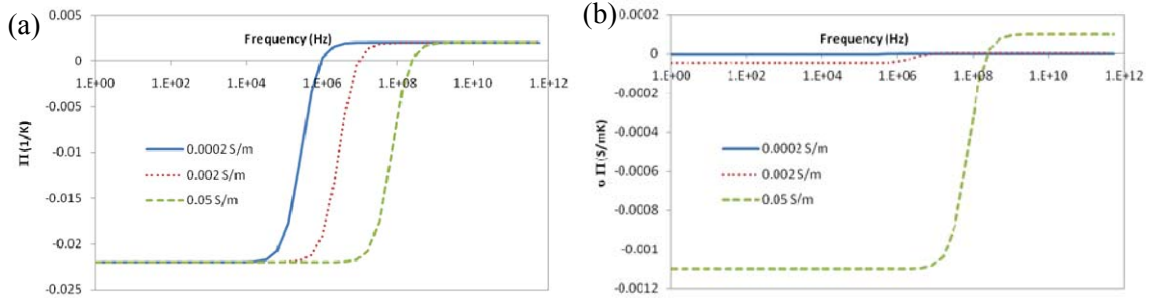 (a)
0.005
0
-0.005
-0.01
-0.015
-0.02
-0.025
Π (1/K)
Frequency (Hz)
1.E+00 1.E+02 1.E+04 1.E+06 1.E+08 1.E+10 1.E+12
0.0002 S/m
0.002 S/m
0.05 S/m
(b)
0.0002
0
-0.0002
-0.0004
-0.0006
-0.0008
-0.001
-0.0012
σ Π (S/mK)
Frequency (Hz)
1.E+00 1.E+02 1.E+04 1.E+06 1.E+08 1.E+10 1.E+12
0.0002 S/m
0.002 S/m
0.05 S/m